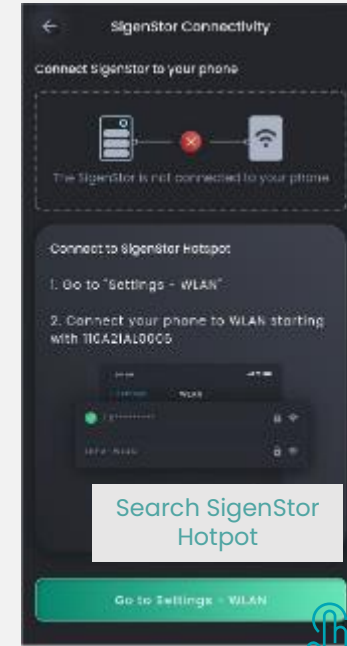 SigenStor Connectivity
Connect SigenStor to your phone
The SigenStor is not connected to your phone
Connect to SigenStor Hotspot
1. Go to "Settings - WLAN"
2. Connect your phone to WLAN starting
with 110A21AL0006
WLAN
Search SigenStor
Hotpot
Go to Settings - WLAN